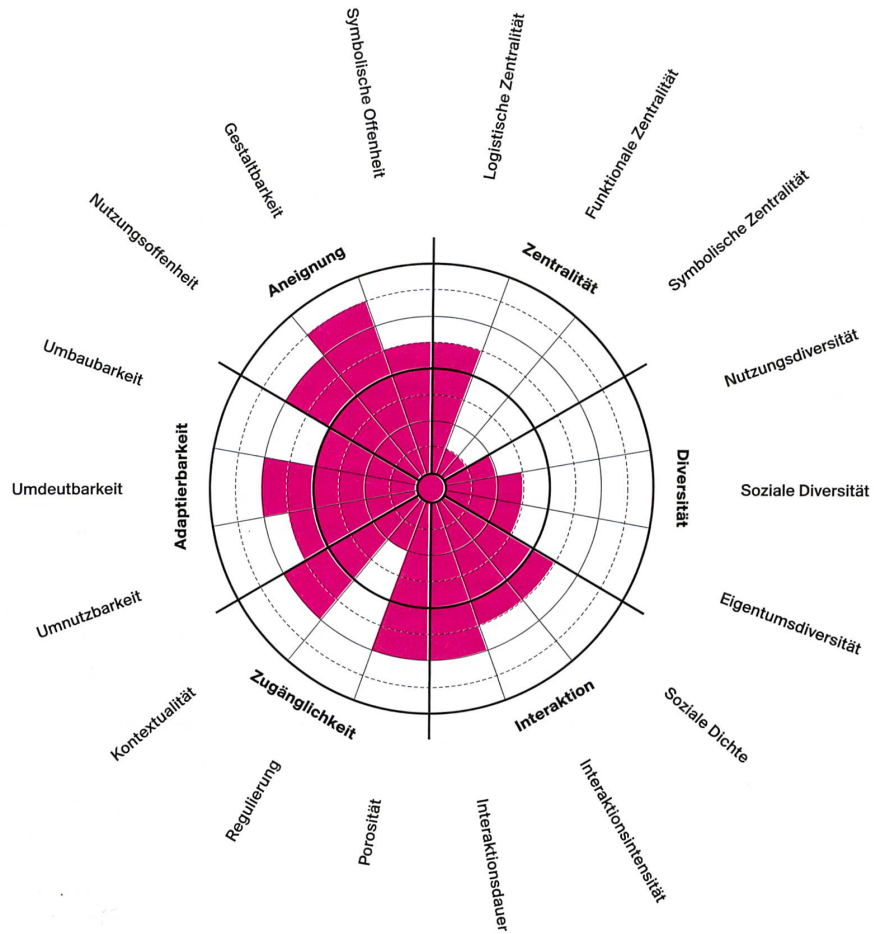 Symbolische Offenheit
Logistische Zentralität
Funktionale Zentralität
Symbolische Zentralität
Nutzungsdiversität
Soziale Diversität
Eigentumsdiversität
Soziale Dichte
Interaktionsintensität
Interaktionsdauer
Porosität
Regulierung
Kontextualität
Umnutzbarkeit
Umdeutbarkeit
Umbaubarkeit
Nutzungsoffenheit
Gestaltbarkeit
Aneignung
Zentralität
Diversität
Interaktion
Zugänglichkeit
Adaptierbarkeit